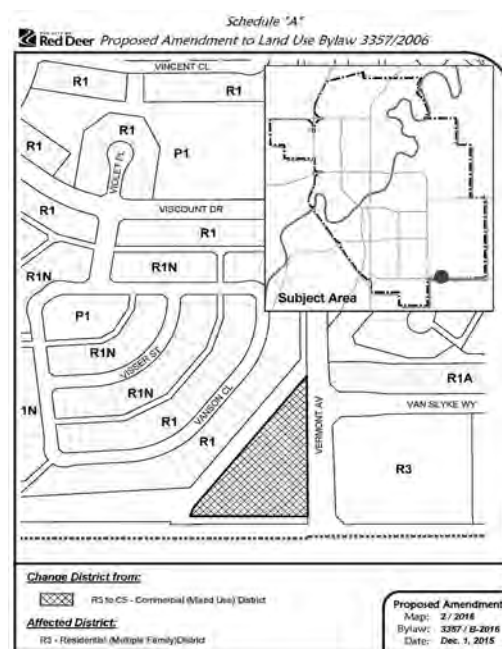 Schedule "A"
Red Deer Proposed Amendment to Land Use Bylaw 3357/2006
VINCENT CL
R1
R1
R1
R1
P1
VIOLET PL
R1
VISCOUNT DR
R1
R1N
R1N
Subject Area
P1
R1N
VISSER ST
R1N
R1N
VANSON CL
R1
R1
VERMONT AV
R1A
VAN SLYKE WY
R3
Change District from:
R3 to C5 - Commercial (Mixed Use) District
Affected District:
R3 - Residential (Multiple Family) District
Proposed Amendment
Map: 2 / 2016
Bylaw: 3357 / B-2016
Date: Dec. 1, 2015